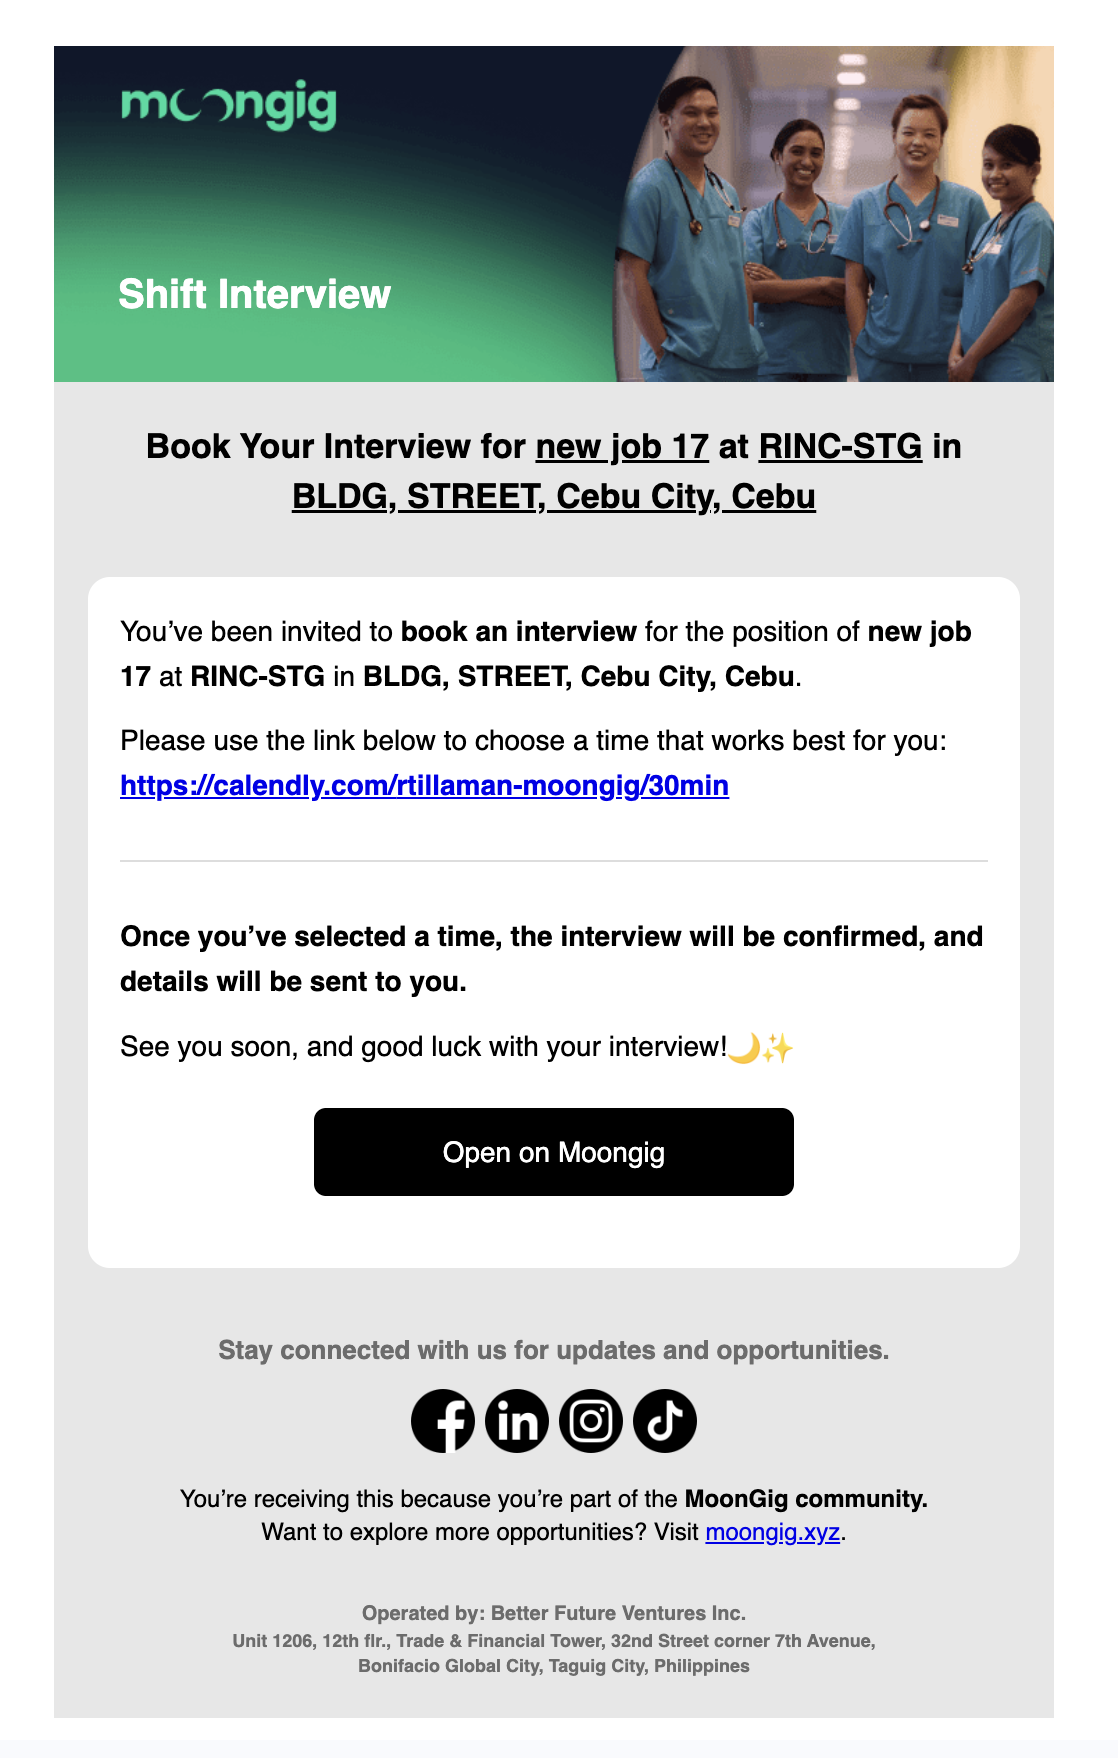 moongig
Shift Interview
Book Your Interview for new job 17 at RINC-STG in
BLDG, STREET, Cebu City, Cebu
You’ve been invited to book an interview for the position of new job
17 at RINC-STG in BLDG, STREET, Cebu City, Cebu.
Please use the link below to choose a time that works best for you:
https://calendly.com/rtillaman-moongig/30min
Once you’ve selected a time, the interview will be confirmed, and
details will be sent to you.
See you soon, and good luck with your interview!🌙✨
Open on Moongig
Stay connected with us for updates and opportunities.
You’re receiving this because you’re part of the MoonGig community.
Want to explore more opportunities? Visit moongig.xyz.
Operated by: Better Future Ventures Inc.
Unit 1206, 12th flr., Trade & Financial Tower, 32nd Street corner 7th Avenue,
Bonifacio Global City, Taguig City, Philippines